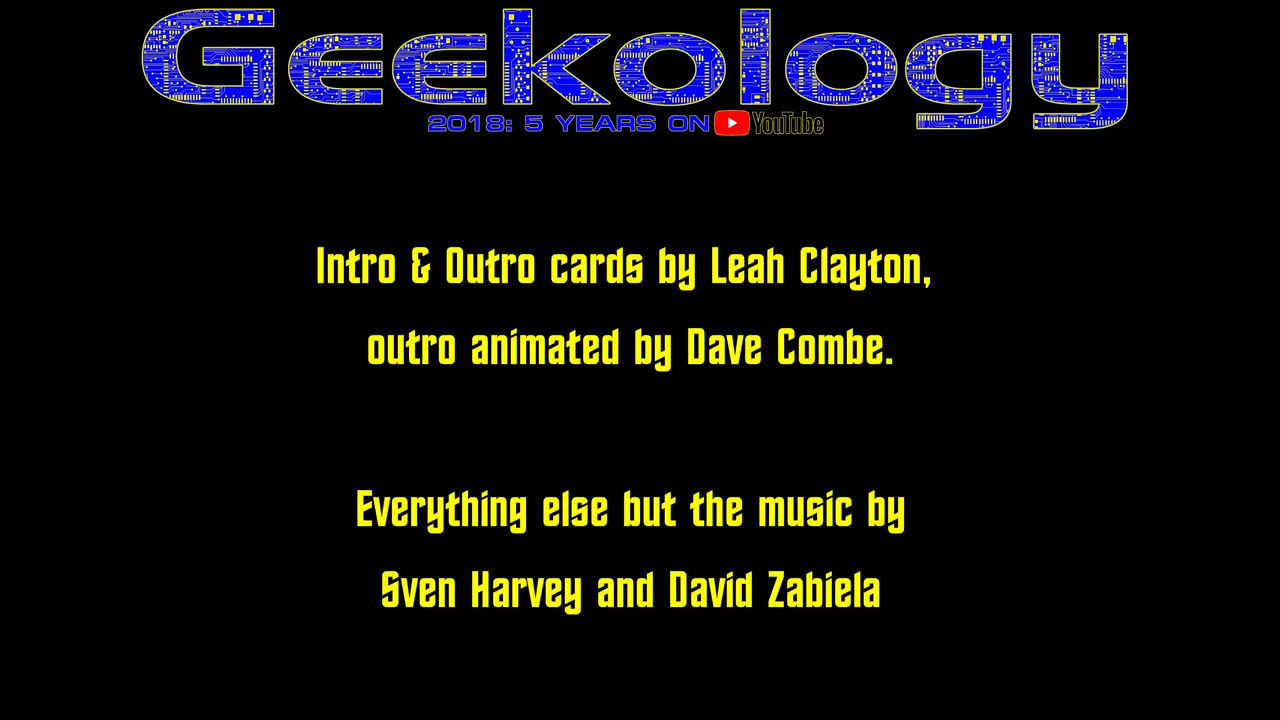 Geekology
2018: 5 YEARS ON YouTube
Intro & Outro cards by Leah Clayton,
outro animated by Dave Combe.
Everything else but the music by
Sven Harvey and David Zabiela